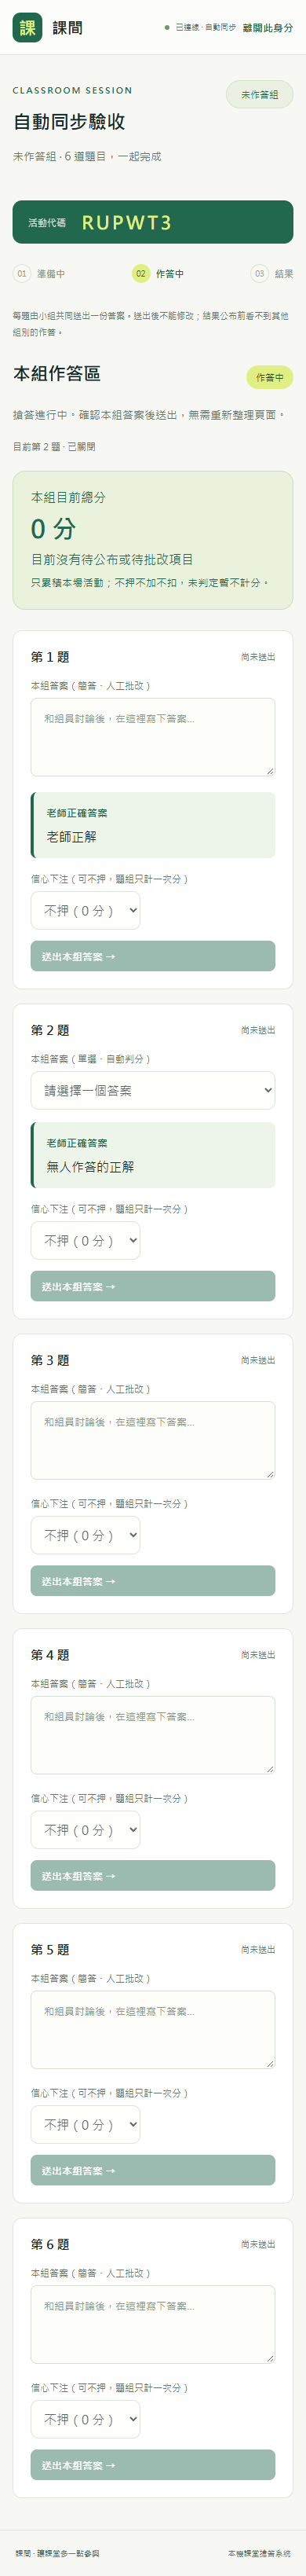 課 課間 已連線 · 自動同步 離開此身分
CLASSROOM SESSION
未作答組
自動同步驗收
未作答組 · 6 道題目，一起完成
活動代碼 RUPWT3
01 準備中 02 作答中 03 結果
每題由小組共同送出一份答案，送出後不能修改；結果公布前看不到其他
組別的作答。
本組作答區 作答中
搶答進行中。確認本組答案後送出，無需重新整理頁面。
目前第 2 題 · 已關閉
本組目前總分
0 分
目前沒有待公布或待批改項目
只累積本場活動；不押不加不扣，未判定暫不計分。
第 1 題 尚未送出
本組答案（簡答 · 人工批改）
和組員討論後，在這裡寫下答案...
老師正確答案
老師正解
信心下注（可不押，題組只計一次分）
不押（0 分）
送出本組答案 →
第 2 題 尚未送出
本組答案（單選 · 自動判分）
請選擇一個答案
老師正確答案
無人作答的正解
信心下注（可不押，題組只計一次分）
不押（0 分）
送出本組答案 →
第 3 題 尚未送出
本組答案（簡答 · 人工批改）
和組員討論後，在這裡寫下答案...
信心下注（可不押，題組只計一次分）
不押（0 分）
送出本組答案 →
第 4 題 尚未送出
本組答案（簡答 · 人工批改）
和組員討論後，在這裡寫下答案...
信心下注（可不押，題組只計一次分）
不押（0 分）
送出本組答案 →
第 5 題 尚未送出
本組答案（簡答 · 人工批改）
和組員討論後，在這裡寫下答案...
信心下注（可不押，題組只計一次分）
不押（0 分）
送出本組答案 →
第 6 題 尚未送出
本組答案（簡答 · 人工批改）
和組員討論後，在這裡寫下答案...
信心下注（可不押，題組只計一次分）
不押（0 分）
送出本組答案 →
課間 · 讓課堂多一點參與 本機課堂搶答系統